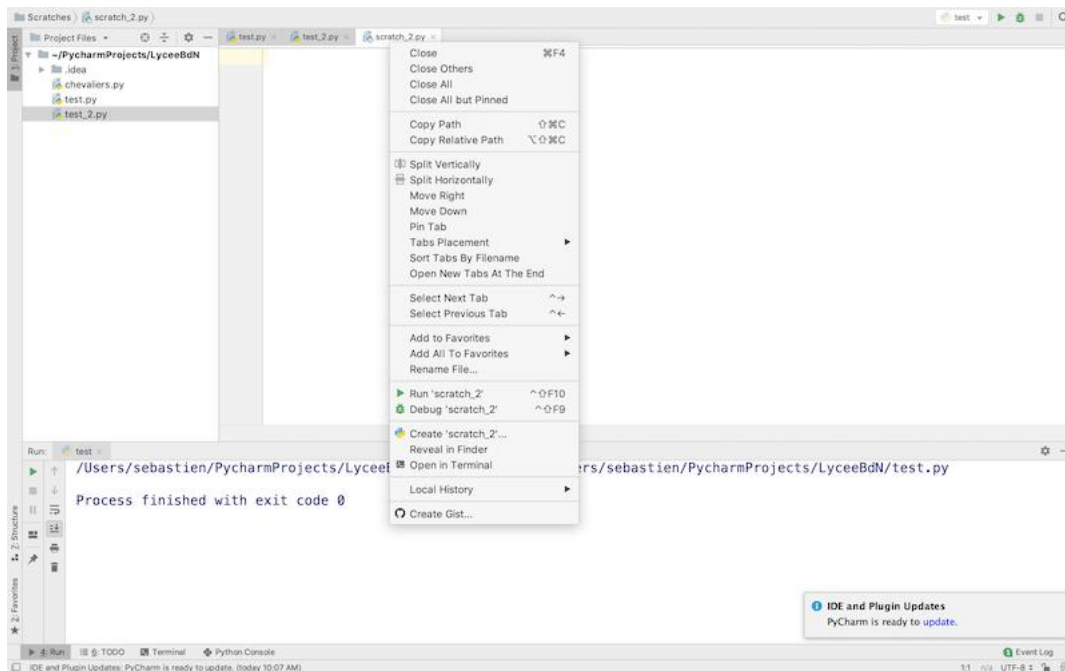 Scratches scratch_2.py test
Project Files test.py test_2.py scratch_2.py
1: Project
~/PycharmProjects/LyceeBdN
.idea
chevaliers.py
test.py
test_2.py
Close ⌘F4
Close Others
Close All
Close All but Pinned
Copy Path ⇧⌘C
Copy Relative Path ⌥⇧⌘C
Split Vertically
Split Horizontally
Move Right
Move Down
Pin Tab
Tabs Placement
Sort Tabs By Filename
Open New Tabs At The End
Select Next Tab ^→
Select Previous Tab ^←
Add to Favorites
Add All To Favorites
Rename File...
Run 'scratch_2' ^⇧F10
Debug 'scratch_2' ^⇧F9
Create 'scratch_2'...
Reveal in Finder
Open in Terminal
Local History
Create Gist...
Run: test
/Users/sebastien/PycharmProjects/Lycee rs/sebastien/PycharmProjects/LyceeBdN/test.py
Process finished with exit code 0
Z: Structure
2: Favorites
IDE and Plugin Updates
PyCharm is ready to update.
4: Run 6: TODO Terminal Python Console Event Log
IDE and Plugin Updates: PyCharm is ready to update. (today 10:07 AM) 1:1 n/a UTF-8